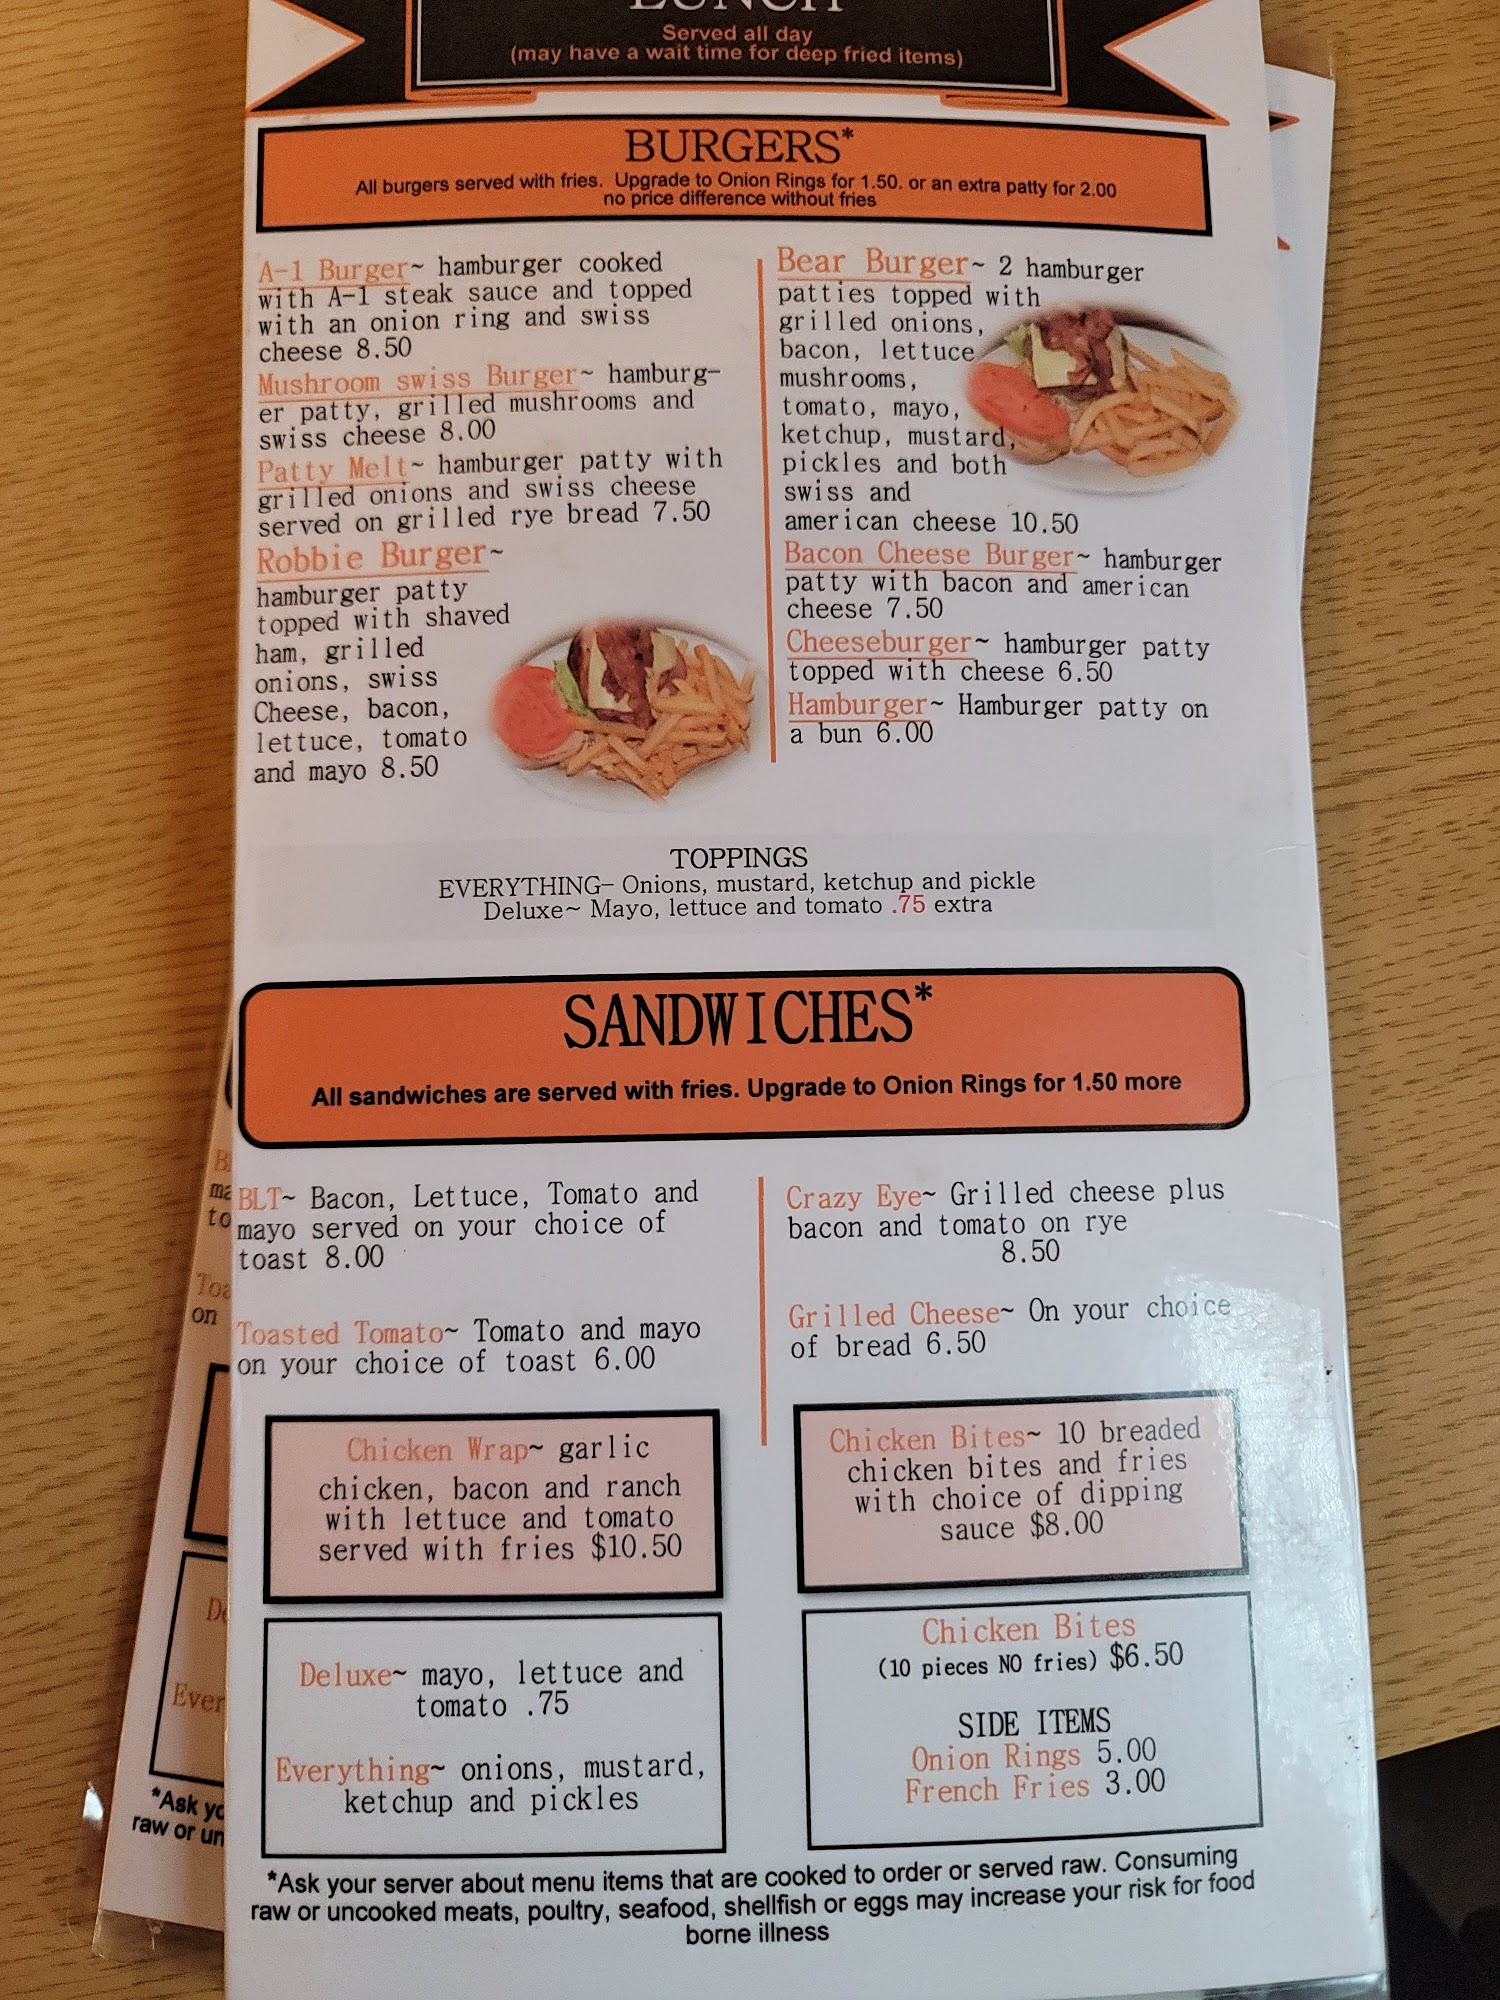 LUNCH
Served all day
(may have a wait time for deep fried items)
BURGERS*
All burgers served with fries. Upgrade to Onion Rings for 1.50. or an extra patty for 2.00
no price difference without fries
A-1 Burger~ hamburger cooked
with A-1 steak sauce and topped
with an onion ring and swiss
cheese 8.50
Mushroom swiss Burger~ hamburg-
er patty, grilled mushrooms and
swiss cheese 8.00
Patty Melt~ hamburger patty with
grilled onions and swiss cheese
served on grilled rye bread 7.50
Robbie Burger~
hamburger patty
topped with shaved
ham, grilled
onions, swiss
Cheese, bacon,
lettuce, tomato
and mayo 8.50
Bear Burger~ 2 hamburger
patties topped with
grilled onions,
bacon, lettuce
mushrooms,
tomato, mayo,
ketchup, mustard,
pickles and both
swiss and
american cheese 10.50
Bacon Cheese Burger~ hamburger
patty with bacon and american
cheese 7.50
Cheeseburger~ hamburger patty
topped with cheese 6.50
Hamburger~ Hamburger patty on
a bun 6.00
TOPPINGS
EVERYTHING- Onions, mustard, ketchup and pickle
Deluxe~ Mayo, lettuce and tomato .75 extra
SANDWICHES*
All sandwiches are served with fries. Upgrade to Onion Rings for 1.50 more
BLT~ Bacon, Lettuce, Tomato and
mayo served on your choice of
toast 8.00
Toasted Tomato~ Tomato and mayo
on your choice of toast 6.00
Crazy Eye~ Grilled cheese plus
bacon and tomato on rye
8.50
Grilled Cheese~ On your choice
of bread 6.50
Chicken Wrap~ garlic
chicken, bacon and ranch
with lettuce and tomato
served with fries $10.50
Chicken Bites~ 10 breaded
chicken bites and fries
with choice of dipping
sauce $8.00
Deluxe~ mayo, lettuce and
tomato .75
Everything~ onions, mustard,
ketchup and pickles
Chicken Bites
(10 pieces NO fries) $6.50
SIDE ITEMS
Onion Rings 5.00
French Fries 3.00
*Ask your server about menu items that are cooked to order or served raw. Consuming
raw or uncooked meats, poultry, seafood, shellfish or eggs may increase your risk for food
borne illness
to
on
*Ask
raw or